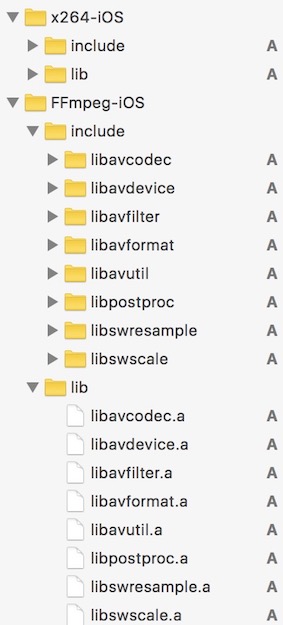 x264-iOS
include A
lib A
FFmpeg-iOS
include
libavcodec A
libavdevice A
libavfilter A
libavformat A
libavutil A
libpostproc A
libswresample A
libswscale A
lib
libavcodec.a A
libavdevice.a A
libavfilter.a A
libavformat.a A
libavutil.a A
libpostproc.a A
libswresample.a A
libswscale.a A